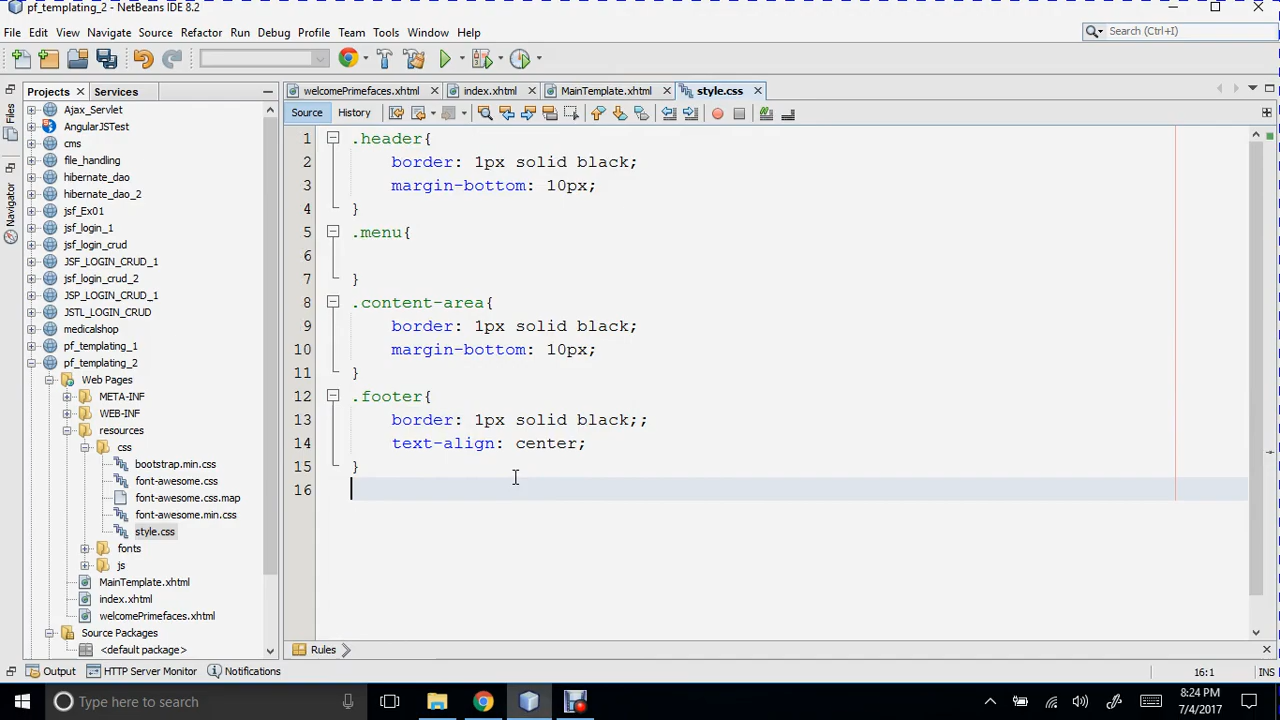 pf_templating_2 - NetBeans IDE 8.2
File Edit View Navigate Source Refactor Run Debug Profile Team Tools Window Help
Search (Ctrl+I)
Projects Services
welcomePrimefaces.xhtml index.xhtml MainTemplate.xhtml style.css
Source History
Files
Navigator
Ajax_Servlet
AngularJSTest
cms
file_handling
hibernate_dao
hibernate_dao_2
jsf_Ex01
jsf_login_1
jsf_login_crud
JSF_LOGIN_CRUD_1
jsf_login_crud_2
JSP_LOGIN_CRUD_1
JSTL_LOGIN_CRUD
medicalshop
pf_templating_1
pf_templating_2
Web Pages
META-INF
WEB-INF
resources
css
bootstrap.min.css
font-awesome.css
font-awesome.css.map
font-awesome.min.css
style.css
fonts
js
MainTemplate.xhtml
index.xhtml
welcomePrimefaces.xhtml
Source Packages
<default package>
1 .header{
2 border: 1px solid black;
3 margin-bottom: 10px;
4 }
5 .menu{
6
7 }
8 .content-area{
9 border: 1px solid black;
10 margin-bottom: 10px;
11 }
12 .footer{
13 border: 1px solid black;;
14 text-align: center;
15 }
16
Rules
Output HTTP Server Monitor Notifications
16:1 INS
Type here to search
8:24 PM
7/4/2017